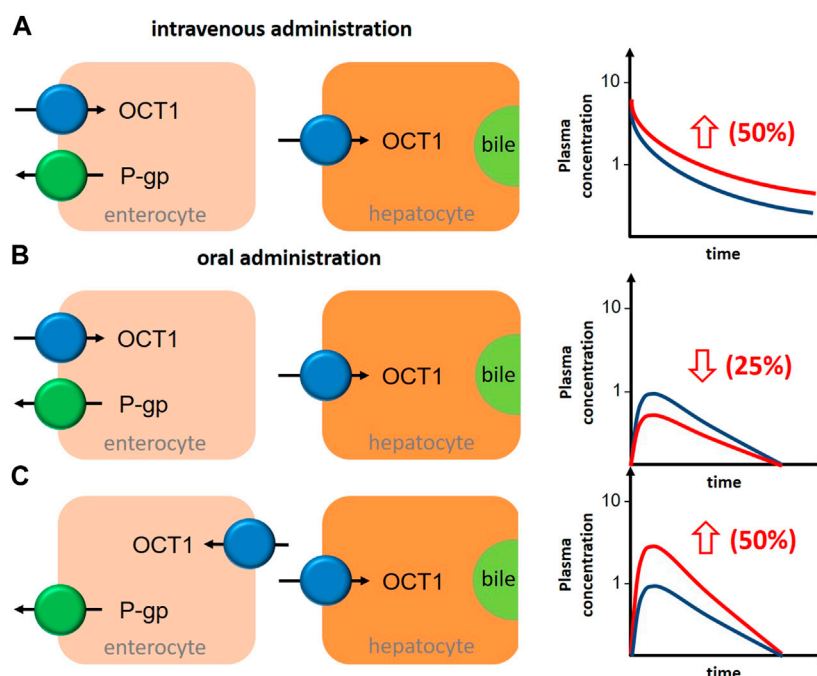 A
intravenous administration
OCT1
P-gp
enterocyte
OCT1
bile
hepatocyte
Plasma
concentration
10
1
(50%)
time
B
oral administration
OCT1
P-gp
enterocyte
OCT1
bile
hepatocyte
Plasma
concentration
10
1
(25%)
time
C
OCT1
P-gp
enterocyte
OCT1
bile
hepatocyte
Plasma
concentration
10
1
(50%)
time